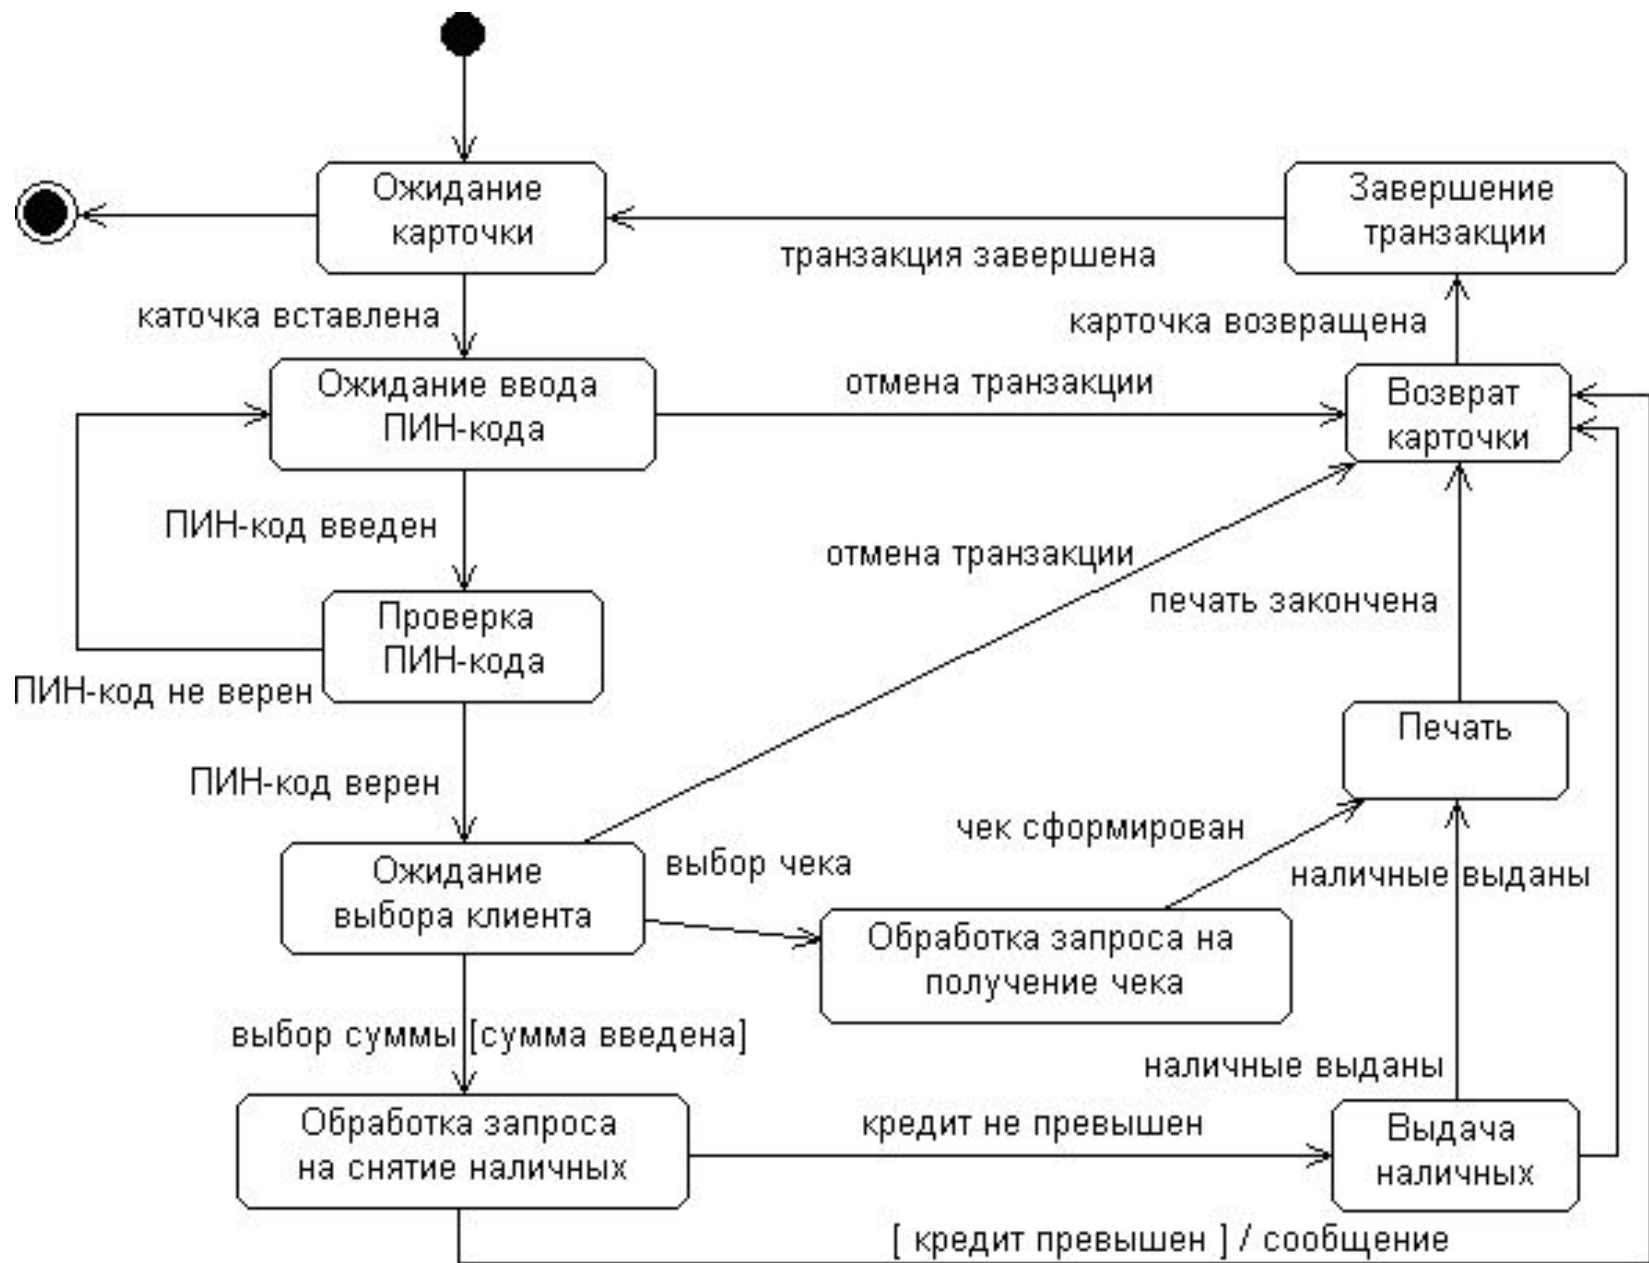 Ожидание
карточки
Завершение
транзакции
транзакция завершена
каточка вставлена
карточка возвращена
Ожидание ввода
ПИН-кода
отмена транзакции
Возврат
карточки
ПИН-код введен
отмена транзакции
печать закончена
Проверка
ПИН-кода
ПИН-код не верен
Печать
ПИН-код верен
чек сформирован
выбор чека
Ожидание
выбора клиента
наличные выданы
Обработка запроса на
получение чека
выбор суммы [сумма введена]
наличные выданы
Обработка запроса
на снятие наличных
кредит не превышен
Выдача
наличных
[ кредит превышен ] / сообщение